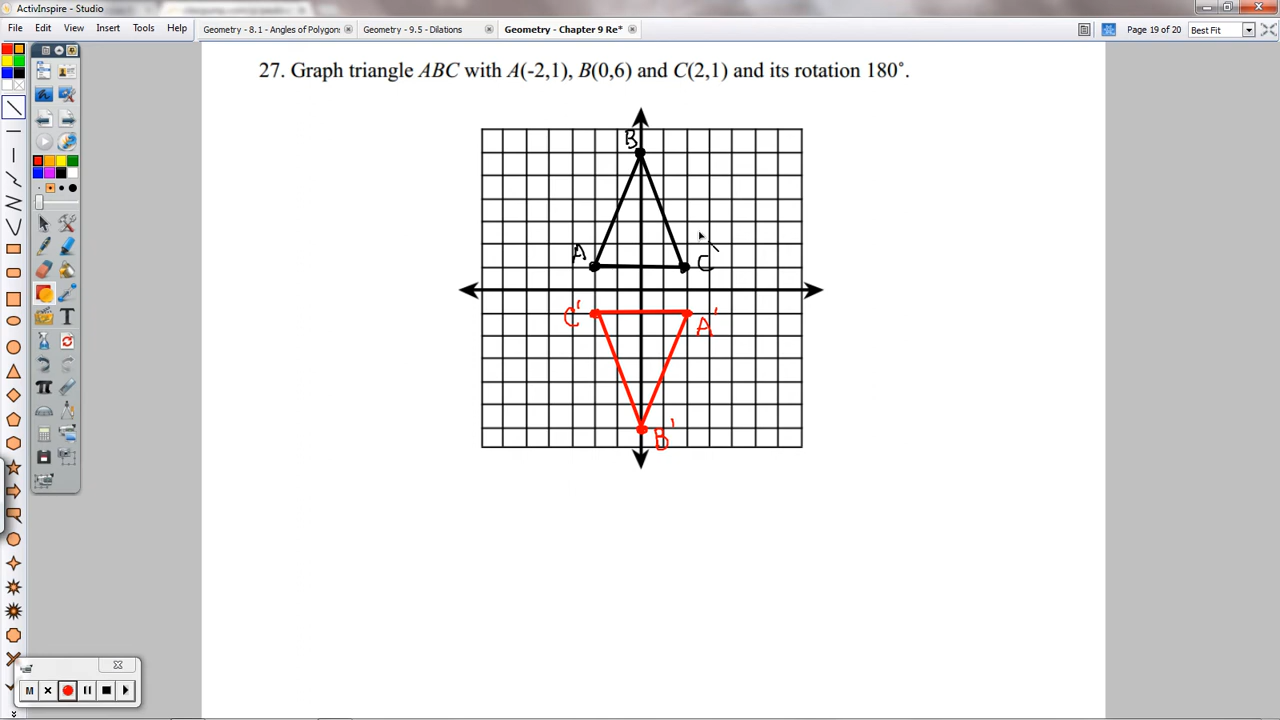 ActivInspire - Studio
File Edit View Insert Tools Help
Geometry - 8.1 - Angles of Polygon
Geometry - 9.5 - Dilations
Geometry - Chapter 9 Re*
Page 19 of 20
Best Fit
27. Graph triangle ABC with A(-2,1), B(0,6) and C(2,1) and its rotation 180˚.
B
A
C
C'
A'
B'
M